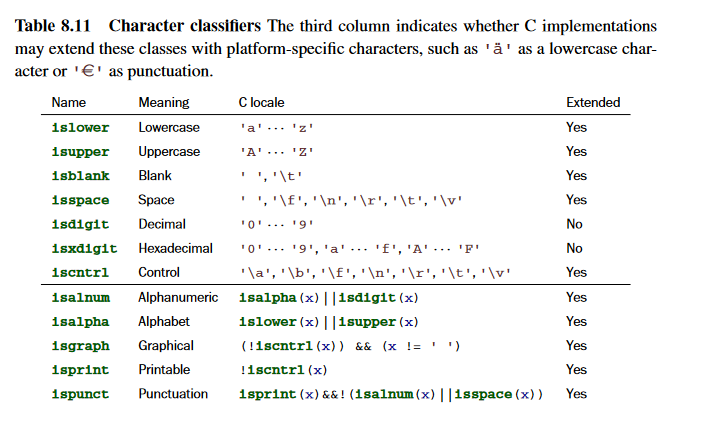 Table 8.11 Character classifiers The third column indicates whether C implementations
may extend these classes with platform-specific characters, such as 'å' as a lowercase char-
acter or '€' as punctuation.
Name Meaning C locale Extended
islower Lowercase 'a' ··· 'z' Yes
isupper Uppercase 'A' ··· 'Z' Yes
isblank Blank ' ', '\t' Yes
isspace Space ' ', '\f', '\n', '\r', '\t', '\v' Yes
isdigit Decimal '0' ··· '9' No
isxdigit Hexadecimal '0' ··· '9', 'a' ··· 'f', 'A' ··· 'F' No
iscntrl Control '\a', '\b', '\f', '\n', '\r', '\t', '\v' Yes
isalnum Alphanumeric isalpha(x)||isdigit(x) Yes
isalpha Alphabet islower(x)||isupper(x) Yes
isgraph Graphical (!iscntrl(x)) && (x != ' ') Yes
isprint Printable !iscntrl(x) Yes
ispunct Punctuation isprint(x)&&!(isalnum(x)||isspace(x)) Yes